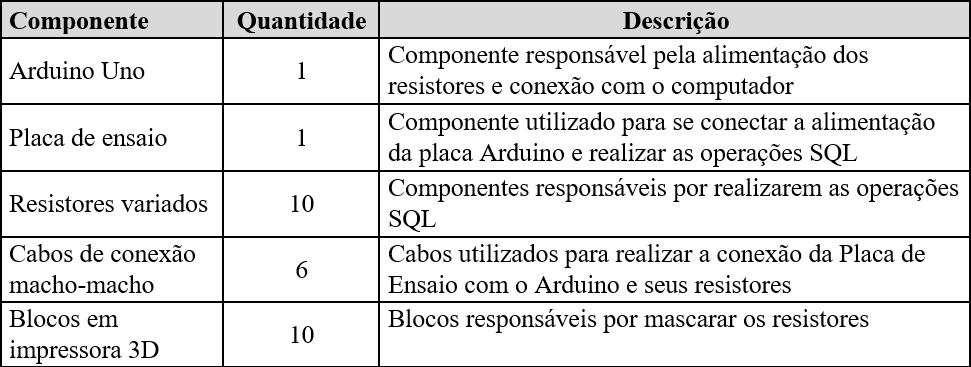 Componente Quantidade Descrição
Arduino Uno 1 Componente responsável pela alimentação dos
resistores e conexão com o computador
Placa de ensaio 1 Componente utilizado para se conectar a alimentação
da placa Arduino e realizar as operações SQL
Resistores variados 10 Componentes responsáveis por realizarem as operações
SQL
Cabos de conexão
macho-macho 6 Cabos utilizados para realizar a conexão da Placa de
Ensaio com o Arduino e seus resistores
Blocos em
impressora 3D 10 Blocos responsáveis por mascarar os resistores